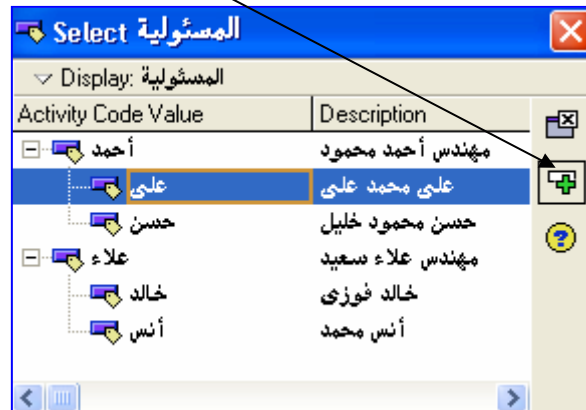 Select المسئولية
Display: المسئولية
Activity Code Value Description
أحمد مهندس أحمد محمود
على على محمد على
حسن حسن محمود خليل
علاء مهندس علاء سعيد
خالد خالد فوزى
أنس أنس محمد